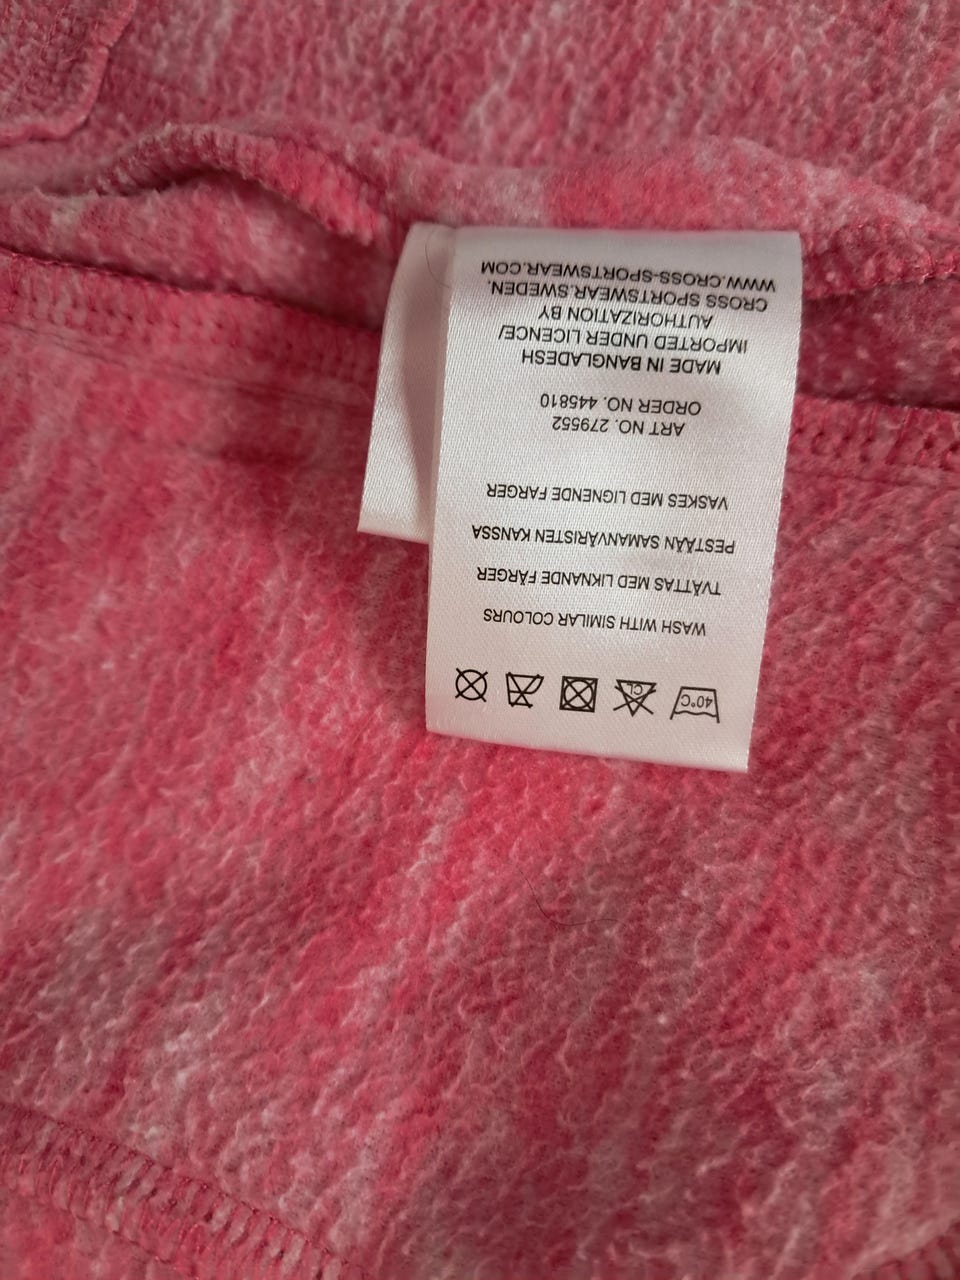 40°C CL
WASH WITH SIMILAR COLOURS
TVÄTTAS MED LIKNANDE FÄRGER
PESTÄÄN SAMANVÄRISTEN KANSSA
VASKES MED LIGNENDE FARGER
ART NO. 279552
ORDER NO. 445810
MADE IN BANGLADESH
IMPORTED UNDER LICENCE/
AUTHORIZATION BY
CROSS SPORTSWEAR.SWEDEN.
WWW.CROSS-SPORTSWEAR.COM